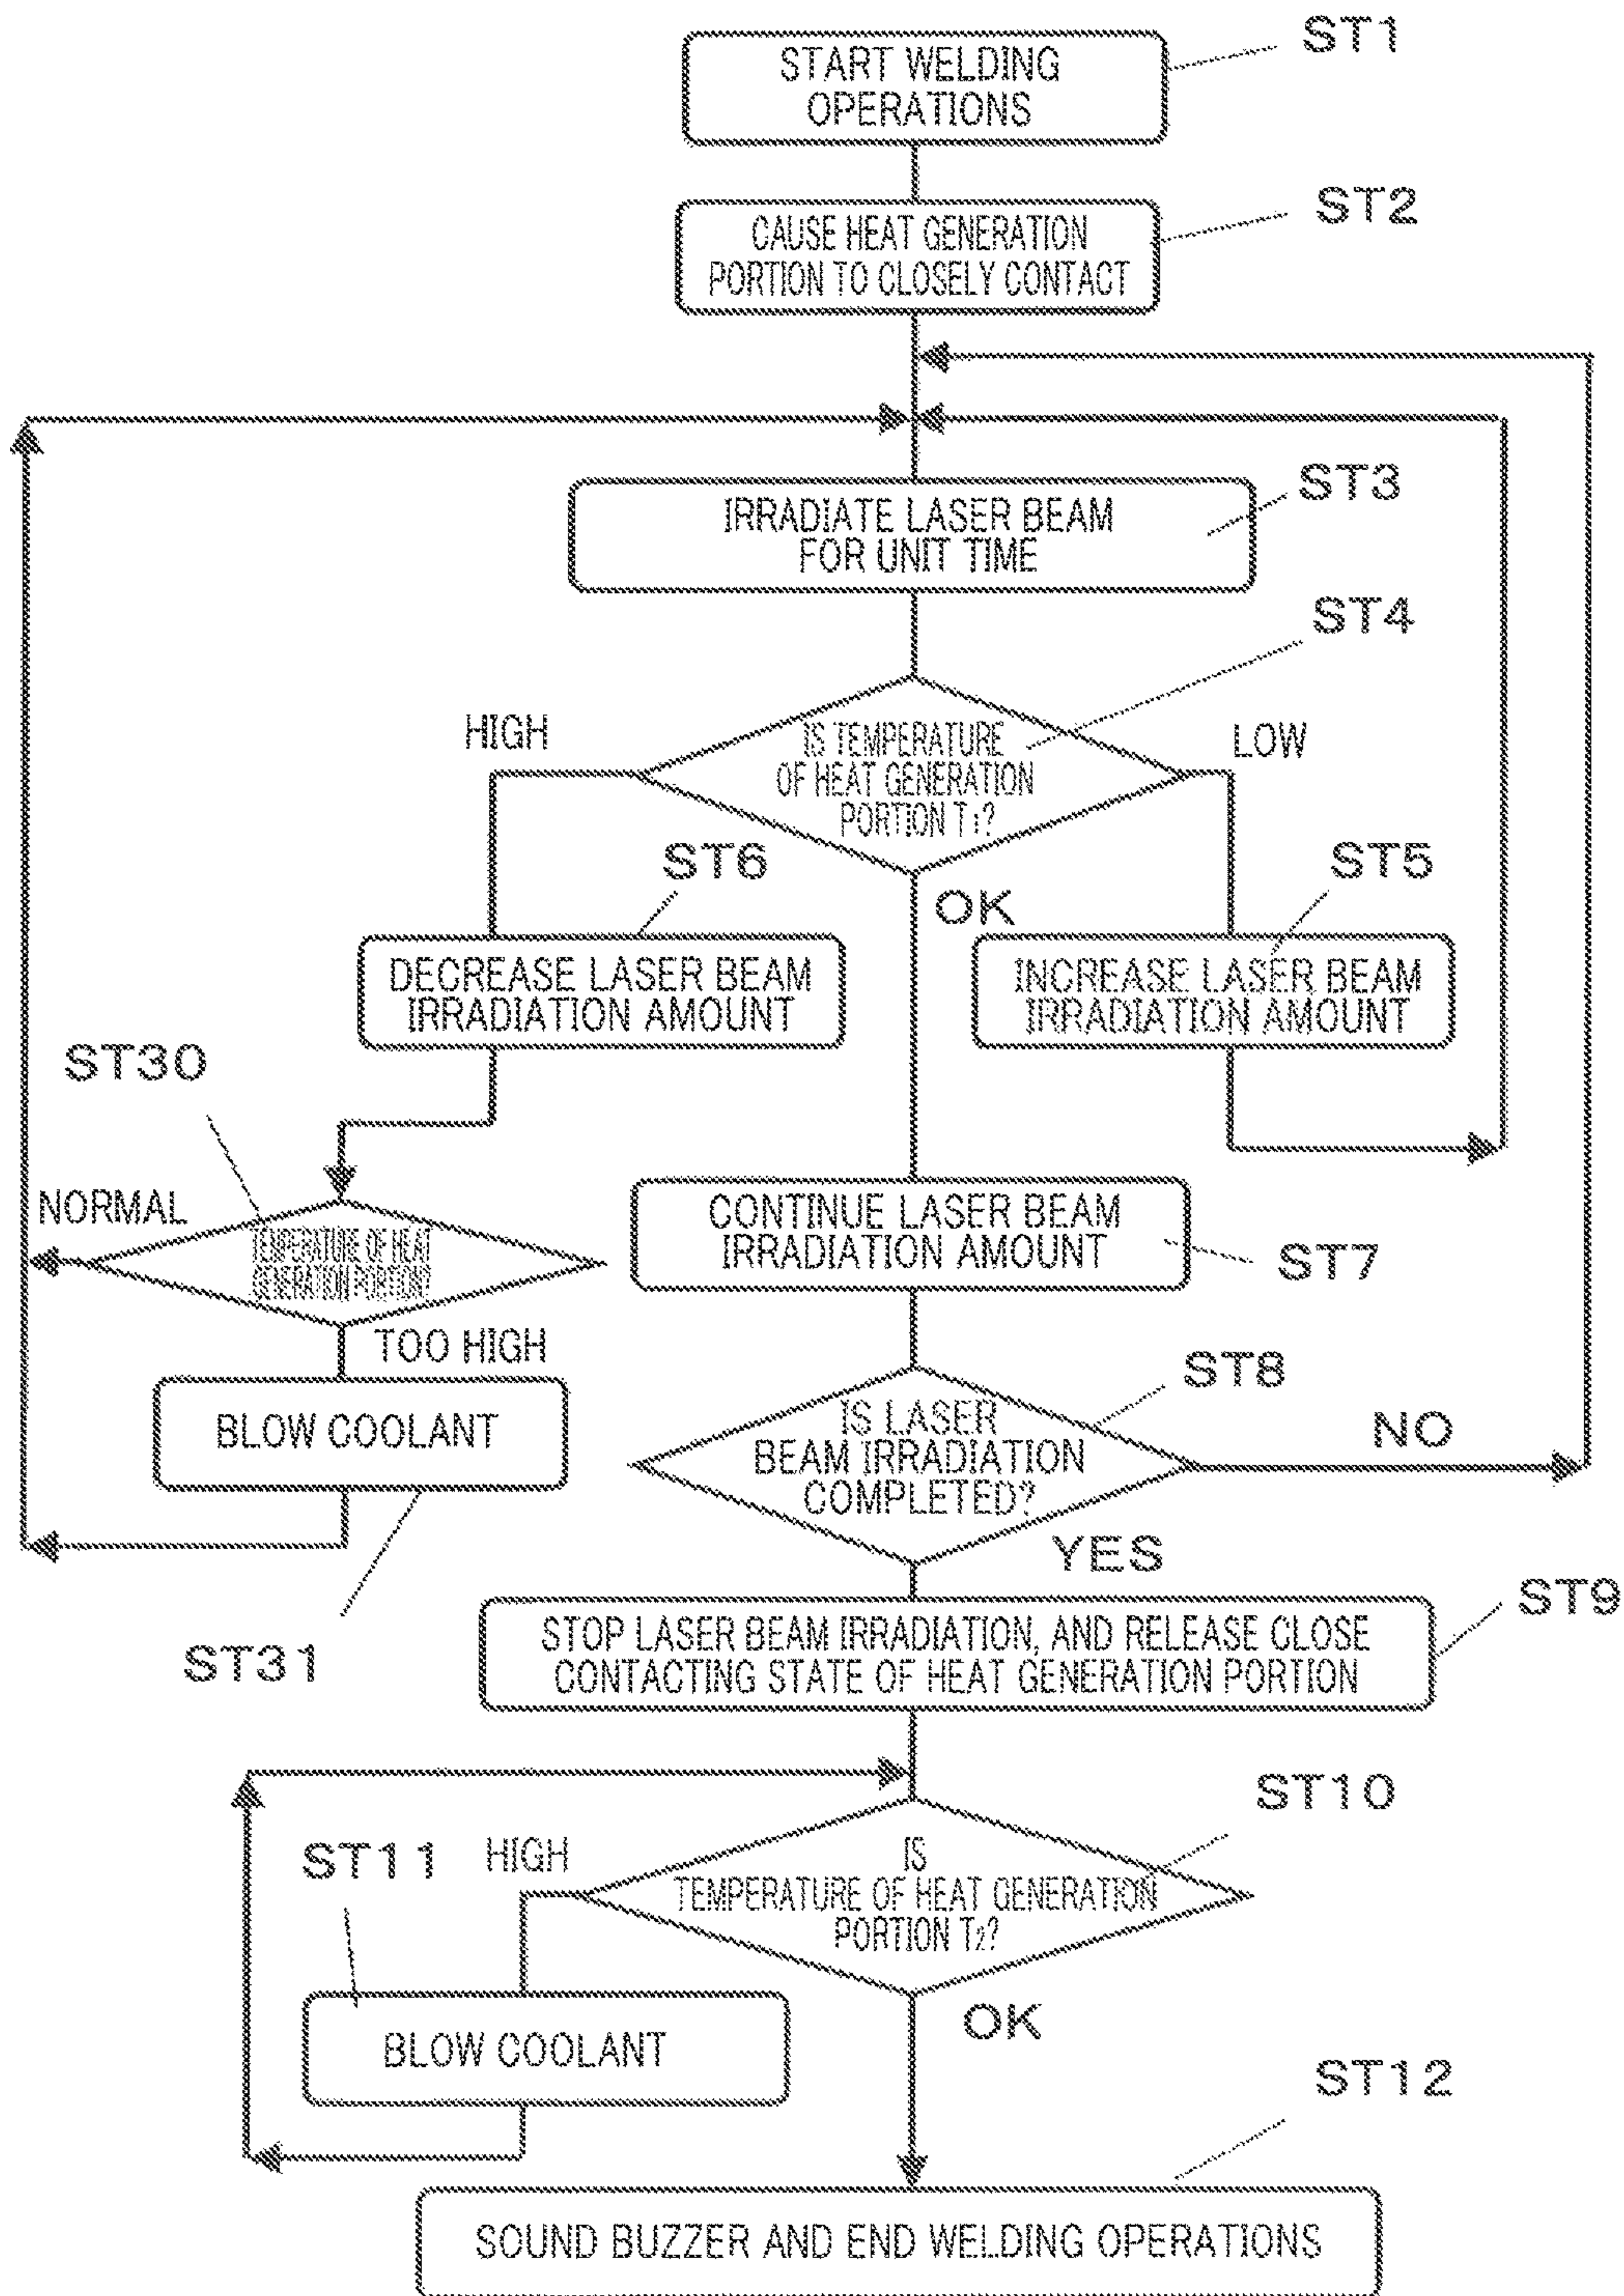 START WELDING
OPERATIONS
ST1
CAUSE HEAT GENERATION
PORTION TO CLOSELY CONTACT
ST2
IRRADIATE LASER BEAM
FOR UNIT TIME
ST3
ST4
HIGH
IS TEMPERATURE
OF HEAT GENERATION
PORTION T1?
LOW
ST6
OK
ST5
DECREASE LASER BEAM
IRRADIATION AMOUNT
INCREASE LASER BEAM
IRRADIATION AMOUNT
ST30
NORMAL
TEMPERATURE OF HEAT
GENERATION PORTION?
CONTINUE LASER BEAM
IRRADIATION AMOUNT
ST7
TOO HIGH
BLOW COOLANT
ST31
ST8
IS LASER
BEAM IRRADIATION
COMPLETED?
NO
YES
ST9
STOP LASER BEAM IRRADIATION, AND RELEASE CLOSE
CONTACTING STATE OF HEAT GENERATION PORTION
ST10
ST11
HIGH
IS
TEMPERATURE OF HEAT GENERATION
PORTION T2?
BLOW COOLANT
OK
ST12
SOUND BUZZER AND END WELDING OPERATIONS